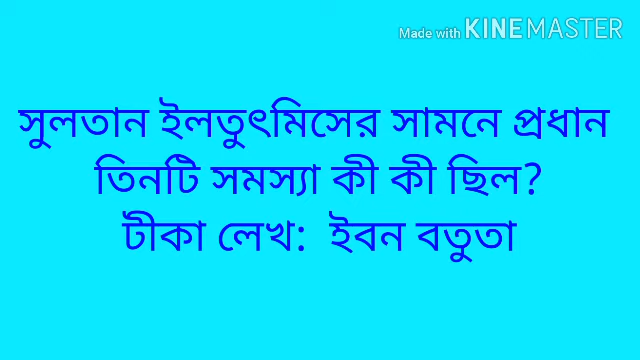 Made with KINEMASTER
সুলতান ইলতুৎমিসের সামনে প্রধান
তিনটি সমস্যা কী কী ছিল?
টীকা লেখ:  ইবন বতুতা